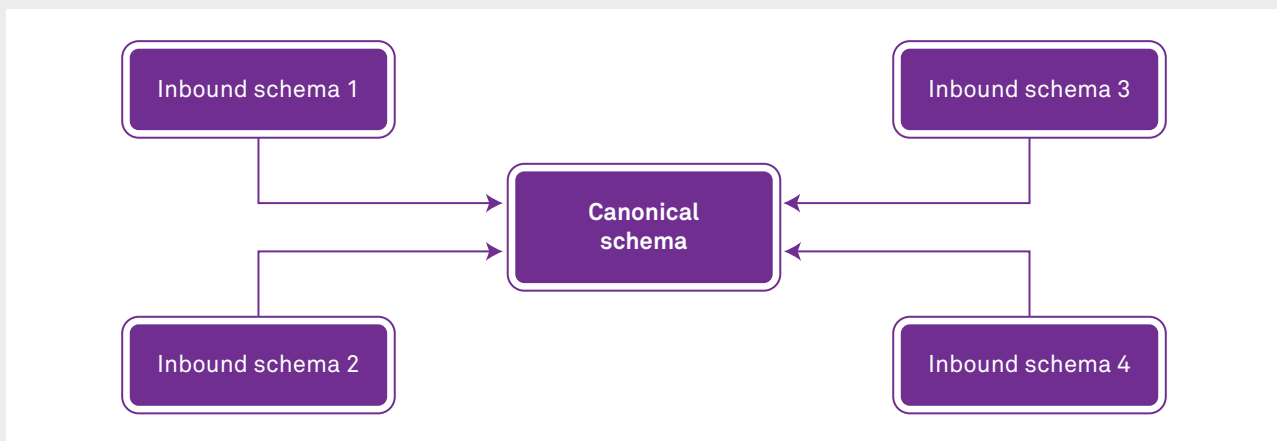 Inbound schema 1
Inbound schema 3
Canonical
schema
Inbound schema 2
Inbound schema 4